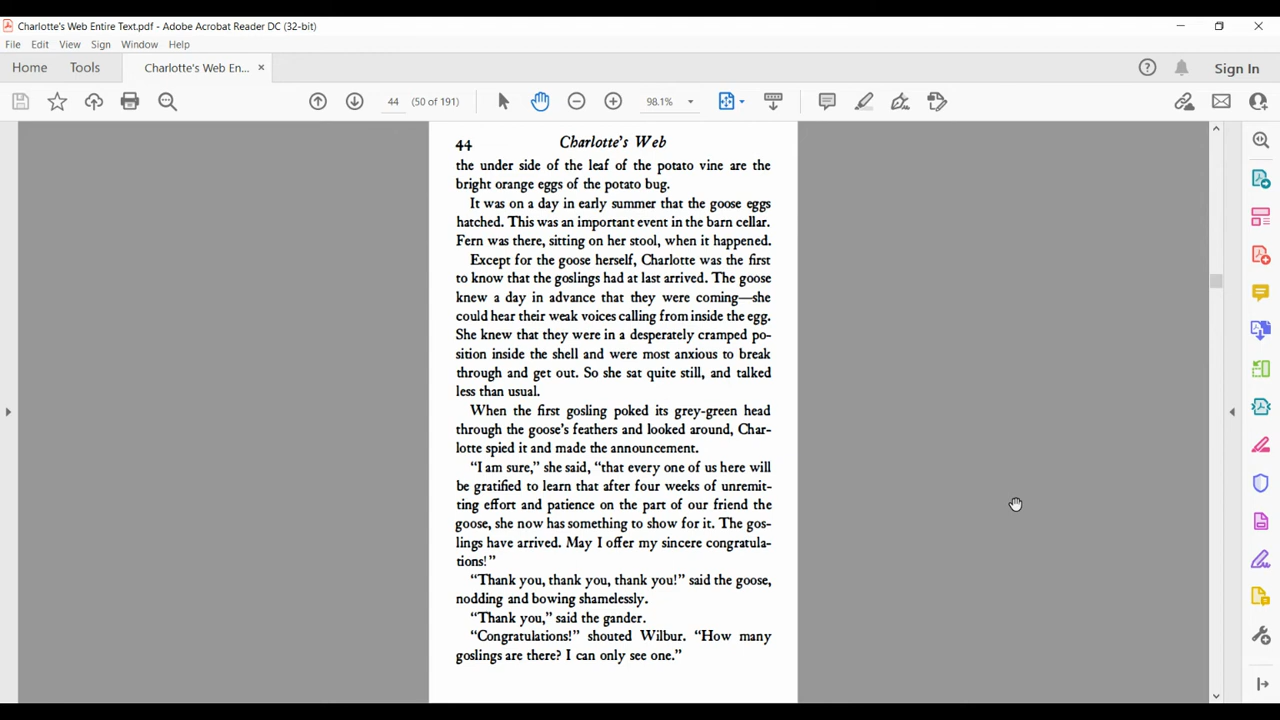 Charlotte's Web Entire Text.pdf - Adobe Acrobat Reader DC (32-bit)
File Edit View Sign Window Help
Home Tools Charlotte's Web En... × Sign In
44 (50 of 191) 98.1%
44 Charlotte's Web
the under side of the leaf of the potato vine are the
bright orange eggs of the potato bug.
It was on a day in early summer that the goose eggs
hatched. This was an important event in the barn cellar.
Fern was there, sitting on her stool, when it happened.
Except for the goose herself, Charlotte was the first
to know that the goslings had at last arrived. The goose
knew a day in advance that they were coming—she
could hear their weak voices calling from inside the egg.
She knew that they were in a desperately cramped po-
sition inside the shell and were most anxious to break
through and get out. So she sat quite still, and talked
less than usual.
When the first gosling poked its grey-green head
through the goose's feathers and looked around, Char-
lotte spied it and made the announcement.
“I am sure,” she said, “that every one of us here will
be gratified to learn that after four weeks of unremit-
ting effort and patience on the part of our friend the
goose, she now has something to show for it. The gos-
lings have arrived. May I offer my sincere congratula-
tions!”
“Thank you, thank you, thank you!” said the goose,
nodding and bowing shamelessly.
“Thank you,” said the gander.
“Congratulations!” shouted Wilbur. “How many
goslings are there? I can only see one.”